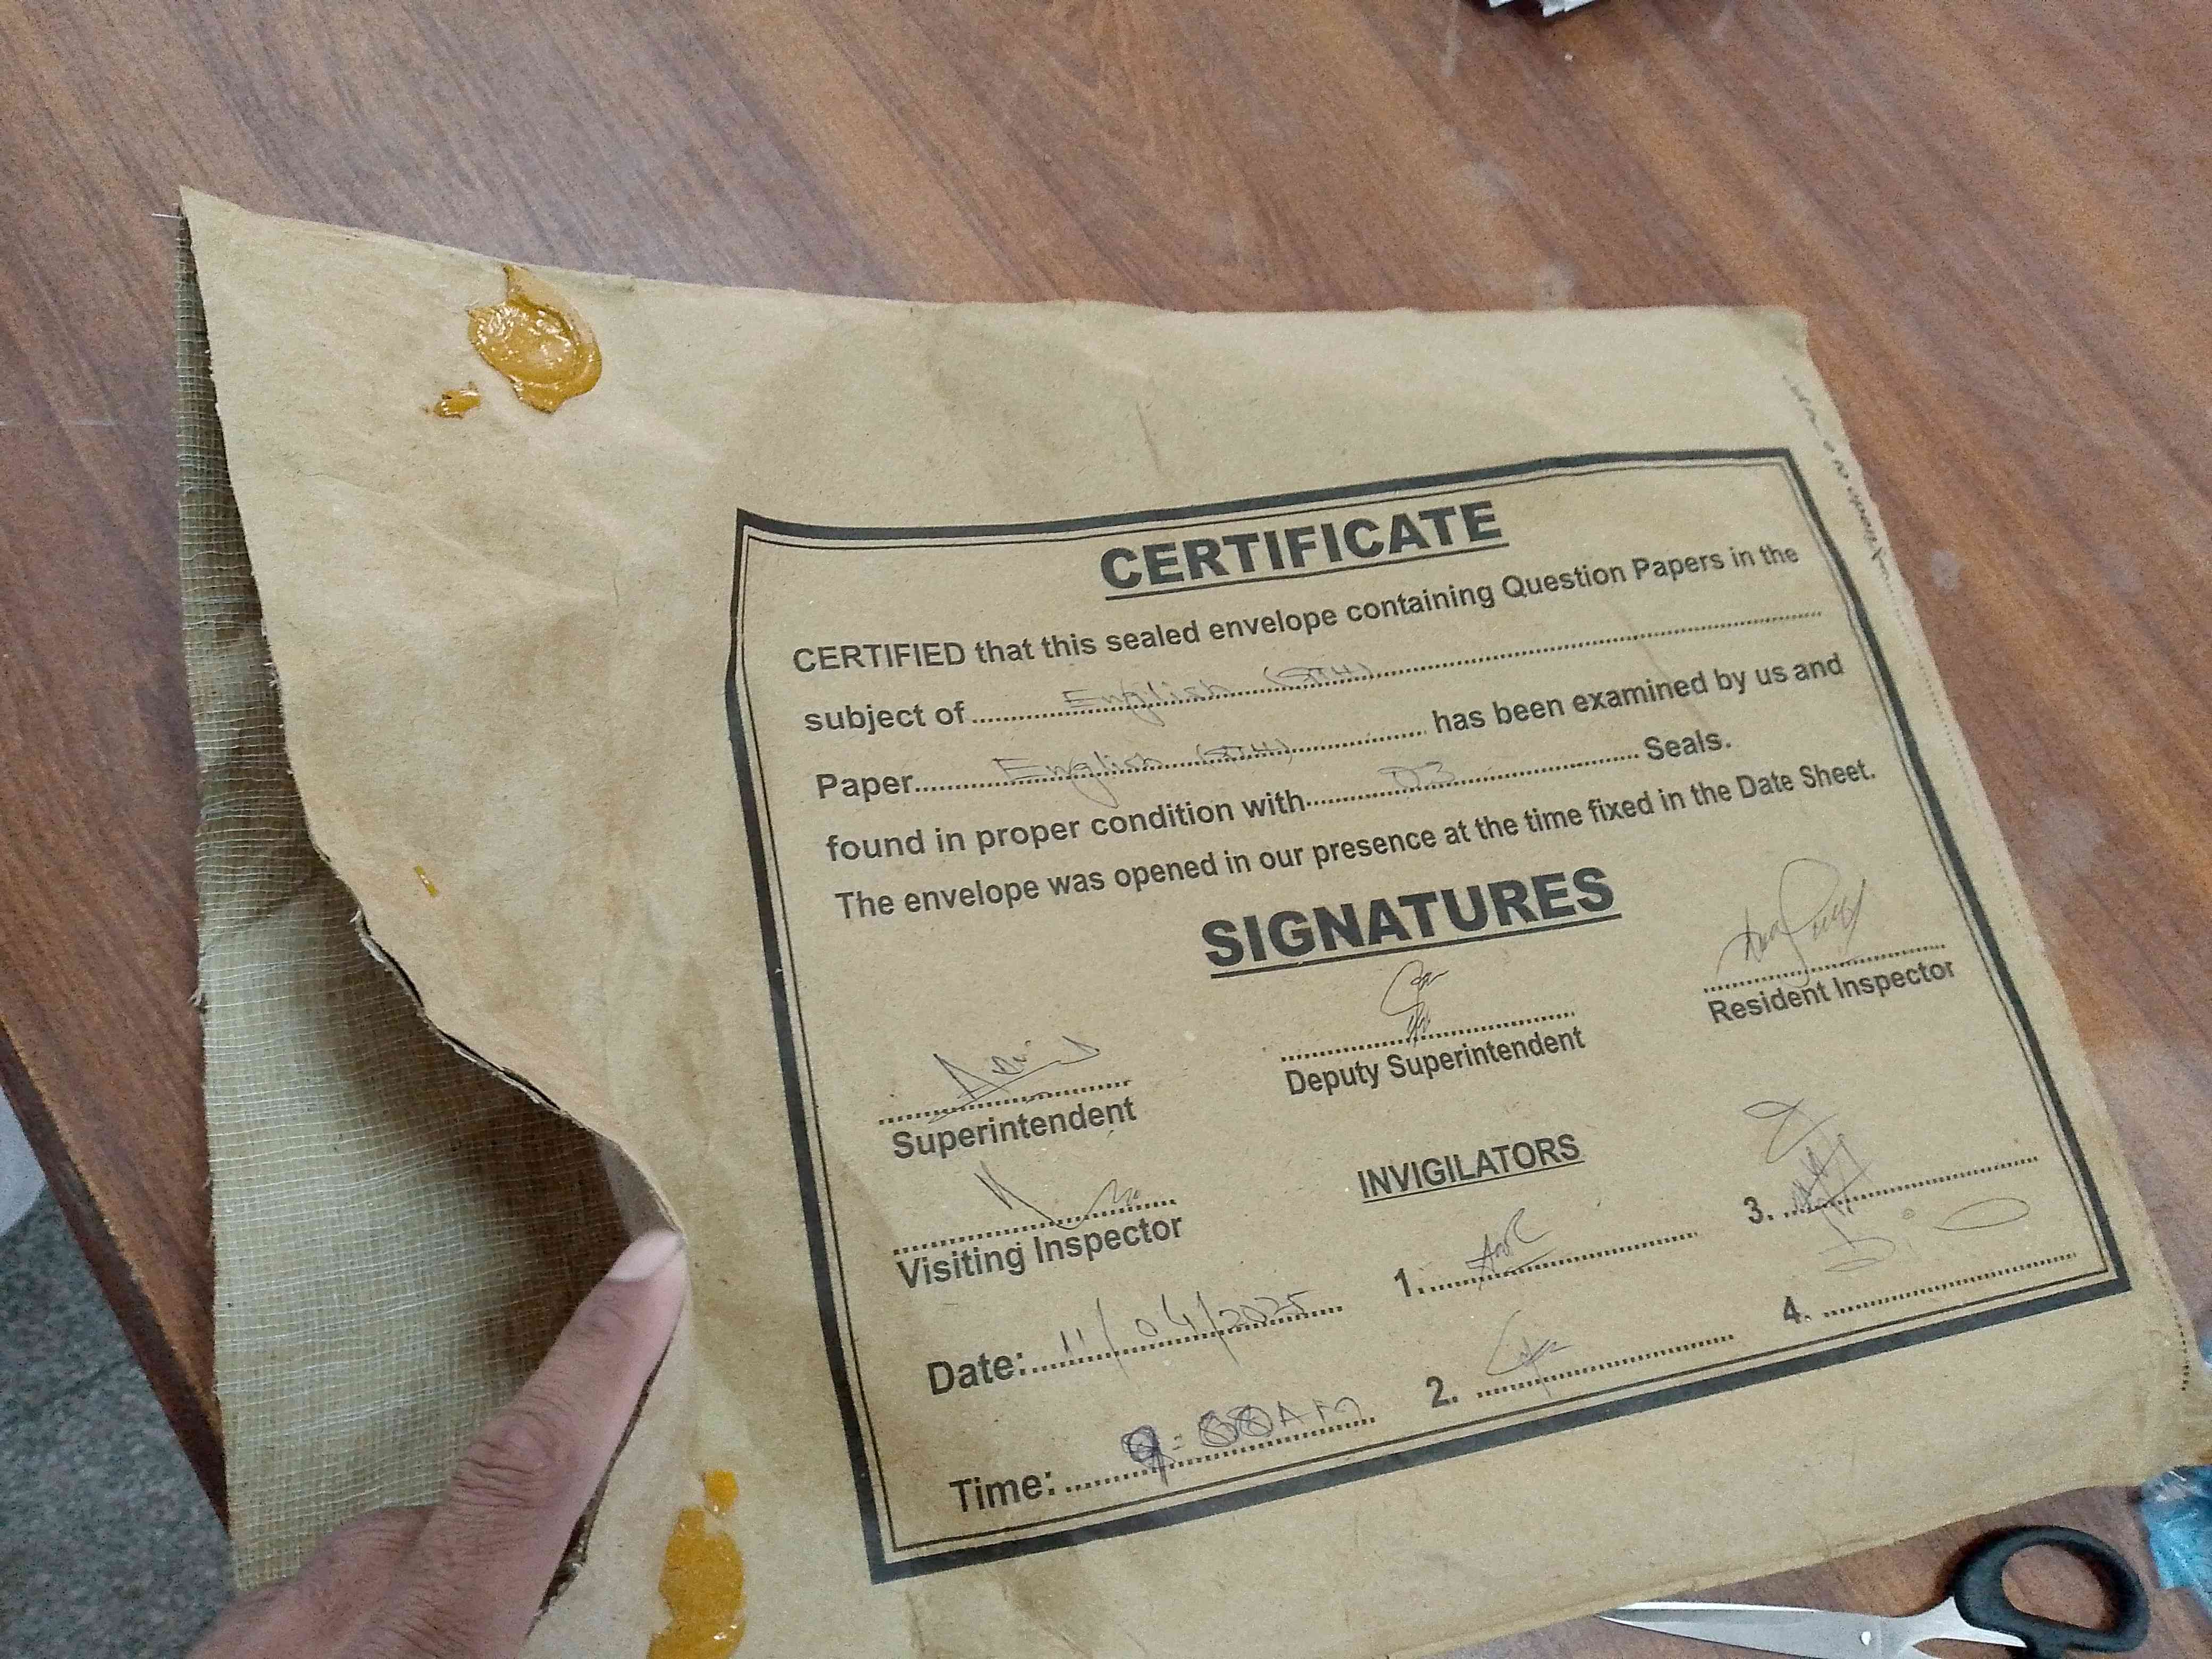 CERTIFICATE
CERTIFIED that this sealed envelope containing Question Papers in the
subject of English (9TH)
Paper English (9TH) has been examined by us and
found in proper condition with 03 Seals.
The envelope was opened in our presence at the time fixed in the Date Sheet.
SIGNATURES
Superintendent
Deputy Superintendent
Resident Inspector
Visiting Inspector
INVIGILATORS
1.
2.
3.
4.
Date: 11/04/2025
Time: AM